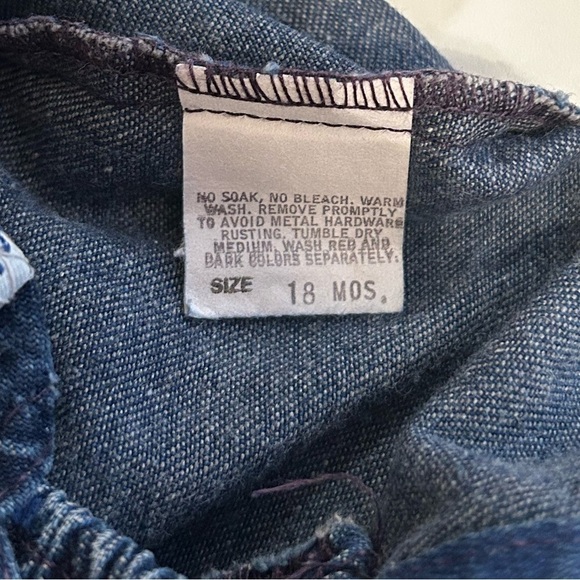 NO SOAK, NO BLEACH. WARM
WASH. REMOVE PROMPTLY
TO AVOID METAL HARDWARE
RUSTING. TUMBLE DRY
MEDIUM. WASH RED AND
DARK COLORS SEPARATELY.
SIZE 18 MOS.